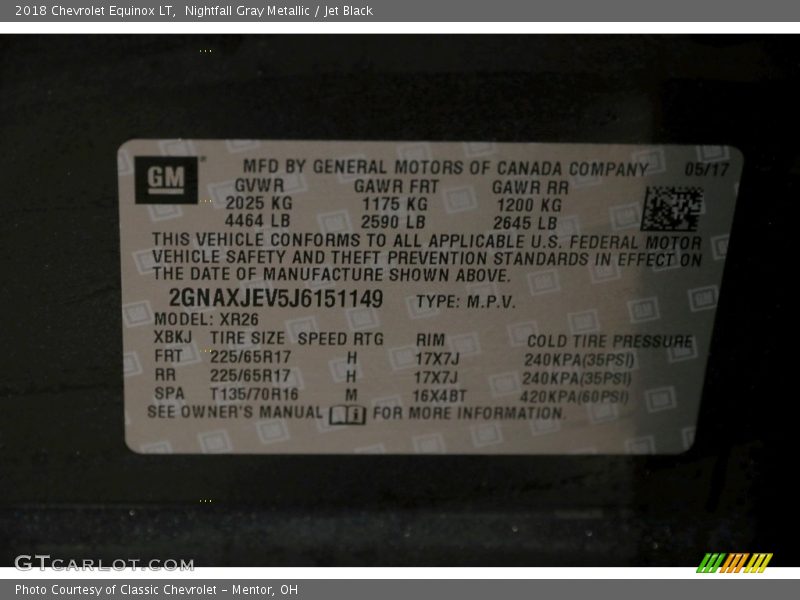 2018 Chevrolet Equinox LT, Nightfall Gray Metallic / Jet Black
GM
MFD BY GENERAL MOTORS OF CANADA COMPANY 05/17
GVWR GAWR FRT GAWR RR
2025 KG 1175 KG 1200 KG
4464 LB 2590 LB 2645 LB
THIS VEHICLE CONFORMS TO ALL APPLICABLE U.S. FEDERAL MOTOR
VEHICLE SAFETY AND THEFT PREVENTION STANDARDS IN EFFECT ON
THE DATE OF MANUFACTURE SHOWN ABOVE.
2GNAXJEV5J6151149 TYPE: M.P.V.
MODEL: XR26
XBKJ TIRE SIZE SPEED RTG RIM COLD TIRE PRESSURE
FRT 225/65R17 H 17X7J 240KPA(35PSI)
RR 225/65R17 H 17X7J 240KPA(35PSI)
SPA T135/70R16 M 16X4BT 420KPA(60PSI)
SEE OWNER'S MANUAL FOR MORE INFORMATION.
GTCARLOT.COM
Photo Courtesy of Classic Chevrolet - Mentor, OH